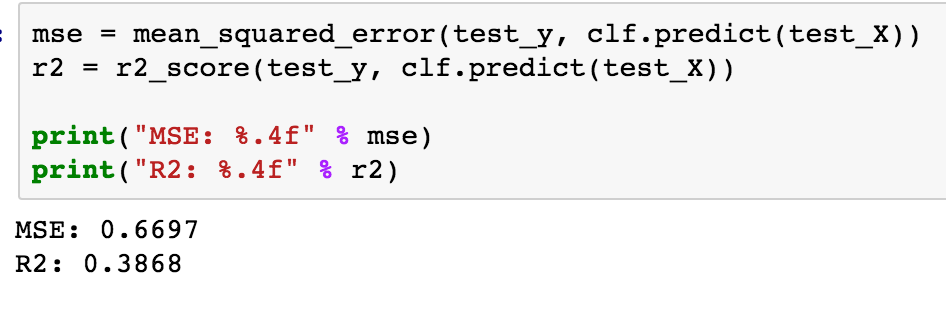 :
mse = mean_squared_error(test_y, clf.predict(test_X))
r2 = r2_score(test_y, clf.predict(test_X))
print("MSE: %.4f" % mse)
print("R2: %.4f" % r2)
MSE: 0.6697
R2: 0.3868